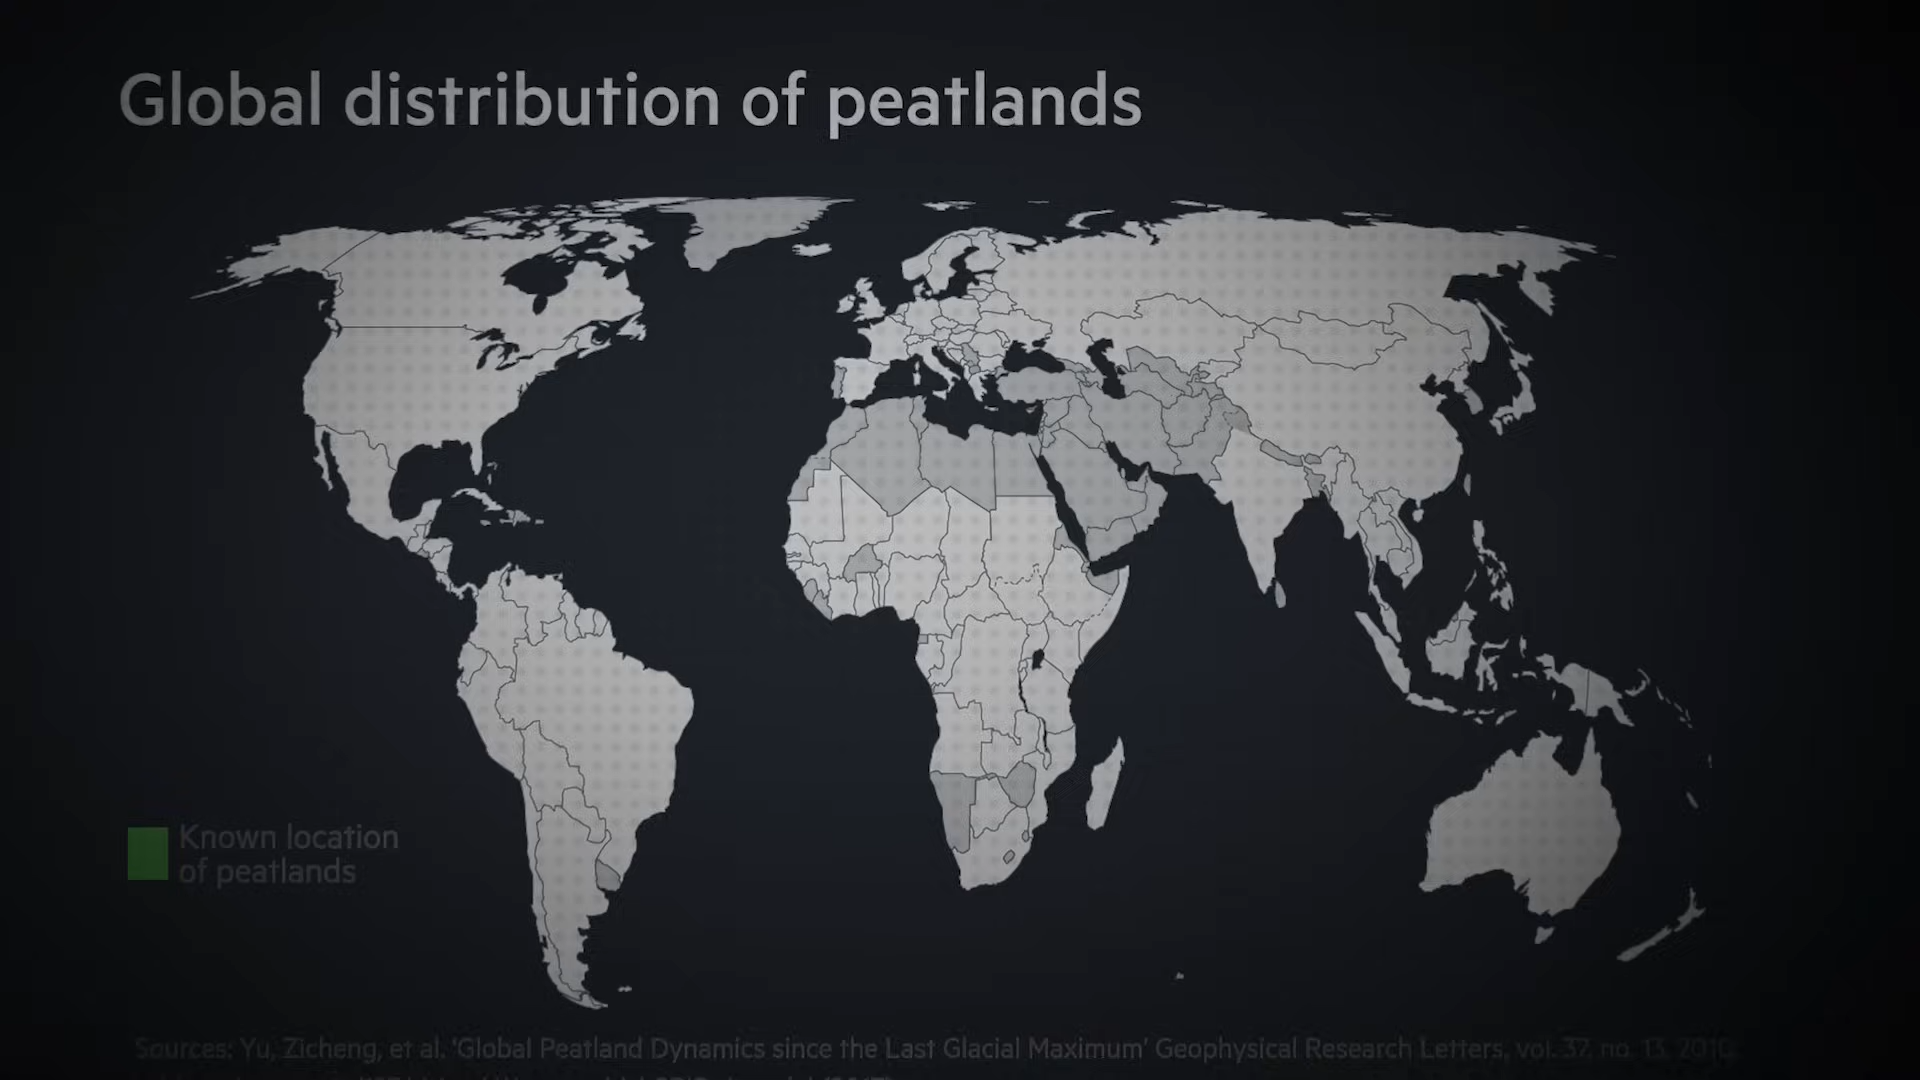 Global distribution of peatlands
Known location
of peatlands
Sources: Yu, Zicheng, et al. 'Global Peatland Dynamics since the Last Glacial Maximum' Geophysical Research Letters, vol. 37, no. 13, 2010,